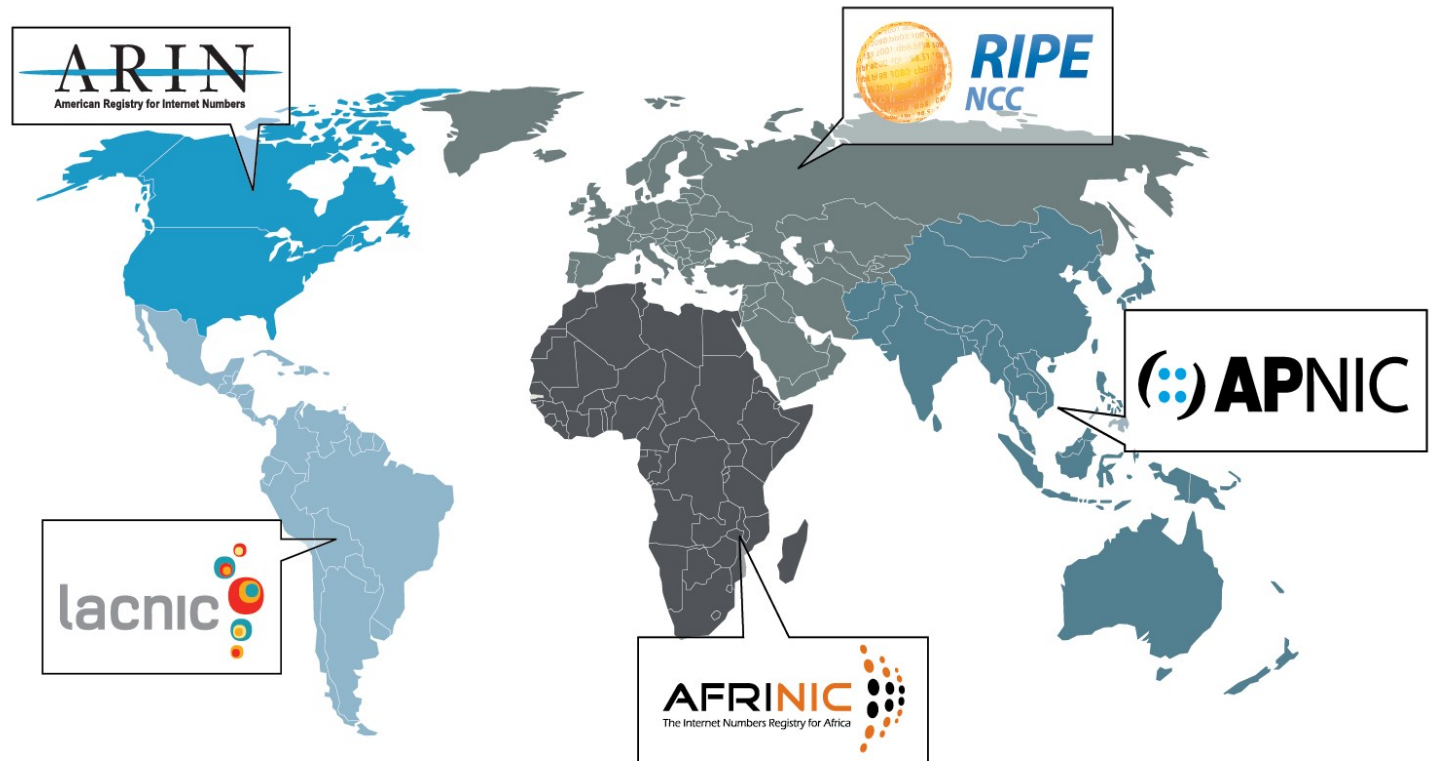 ARIN
American Registry for Internet Numbers
RIPE
NCC
APNIC
lacnic
AFRINIC
The Internet Numbers Registry for Africa